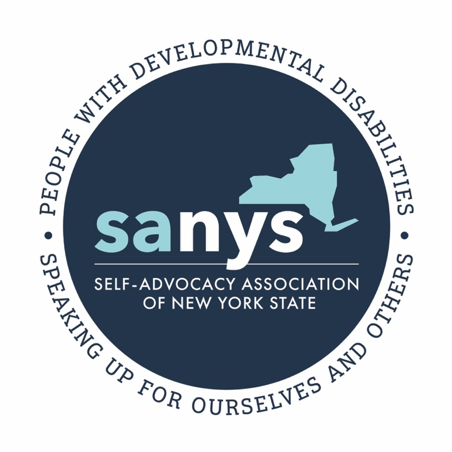 PEOPLE WITH DEVELOPMENTAL DISABILITIES
sanys
SELF-ADVOCACY ASSOCIATION
OF NEW YORK STATE
• SPEAKING UP FOR OURSELVES AND OTHERS •